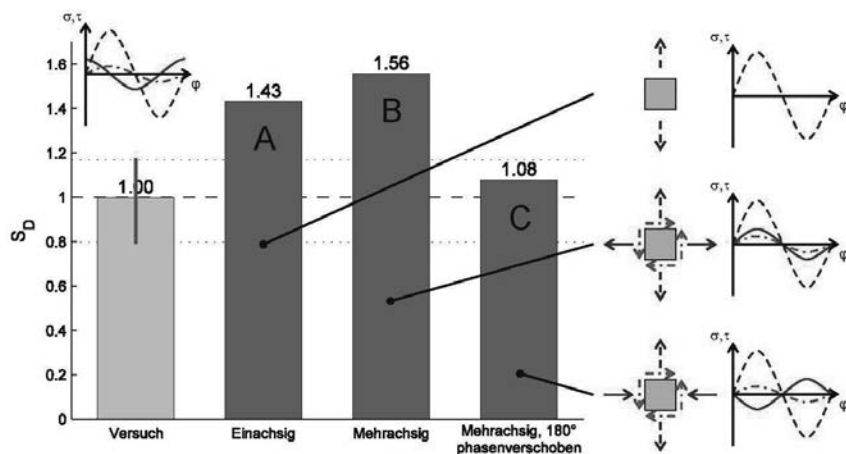 σ,τ
φ
1.6
1.4
1.2
1
0.8
0.6
0.4
0.2
0
S_D
1.00
1.43
1.56
1.08
A
B
C
Versuch
Einachsig
Mehrachsig
Mehrachsig, 180°
phasenverschoben
σ,τ
φ
σ,τ
φ
σ,τ
φ